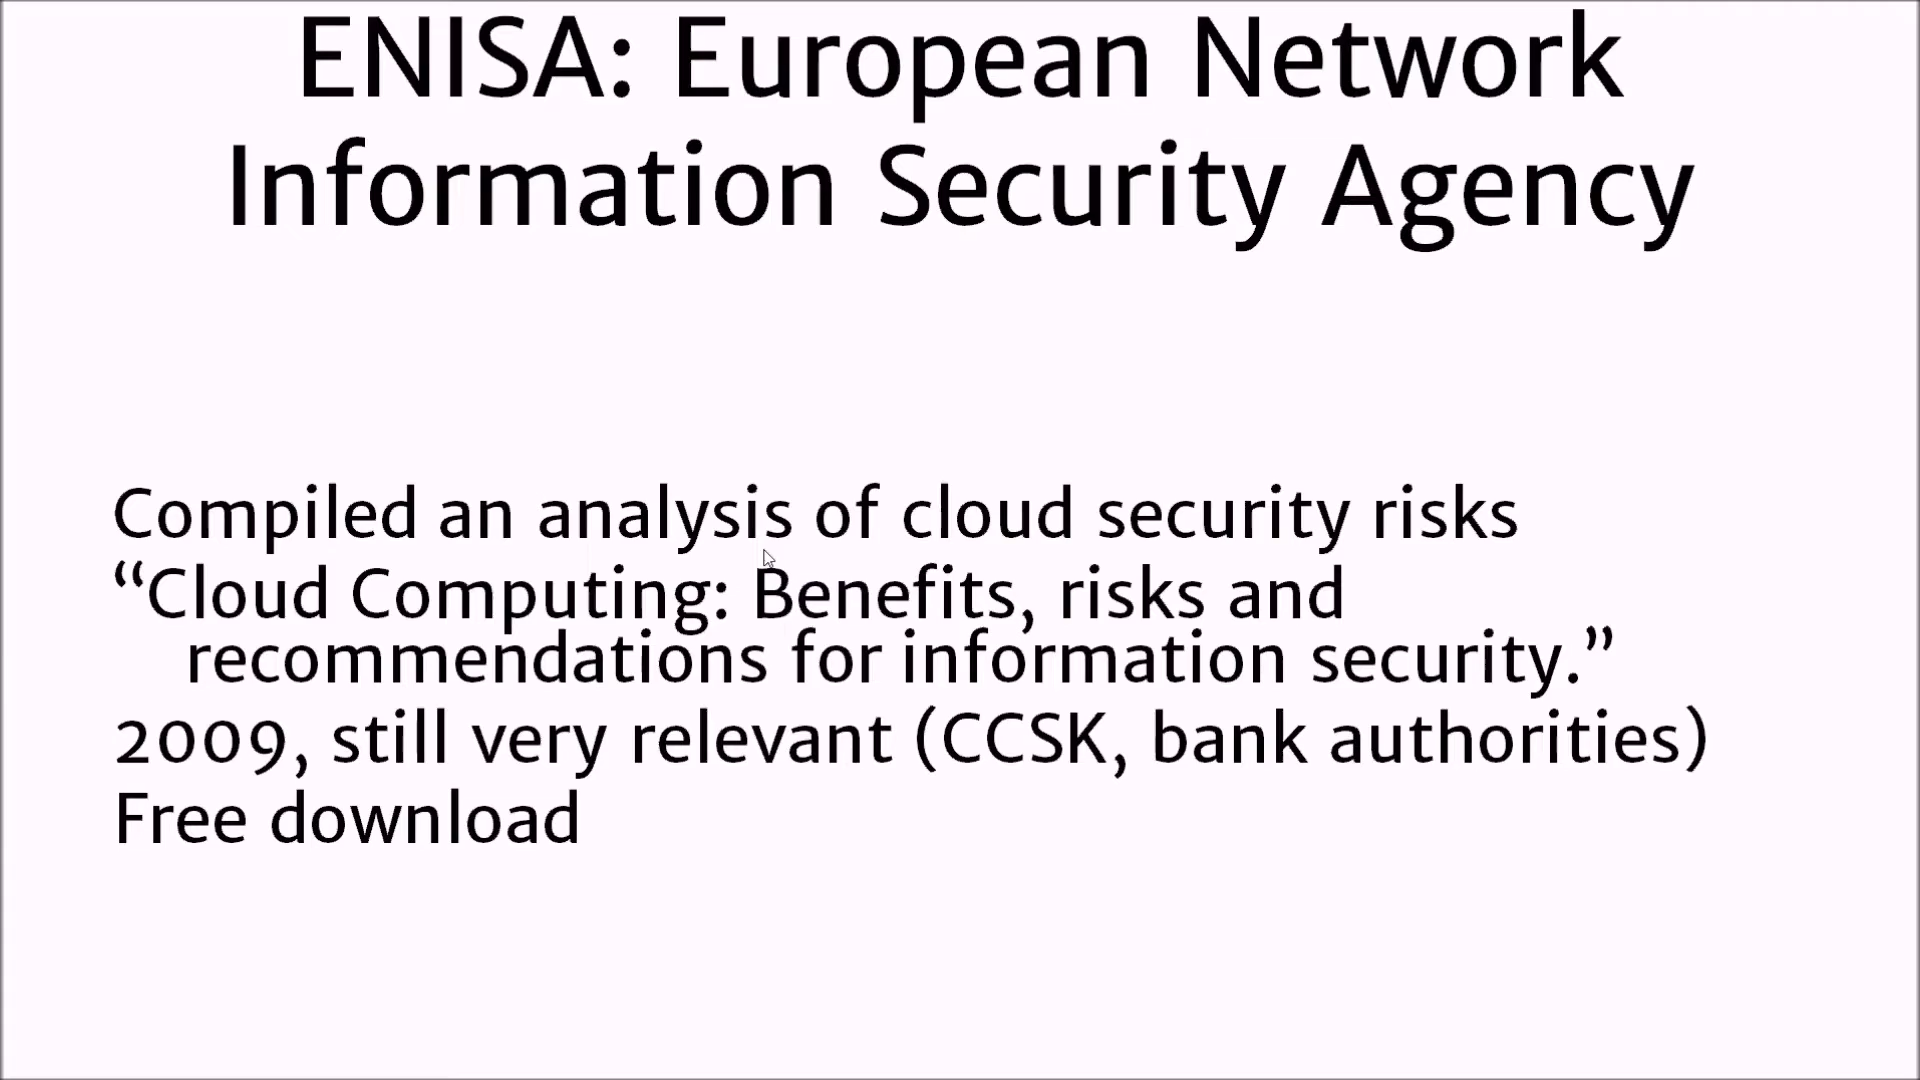 ENISA: European Network
Information Security Agency
Compiled an analysis of cloud security risks
“Cloud Computing: Benefits, risks and
recommendations for information security.”
2009, still very relevant (CCSK, bank authorities)
Free download